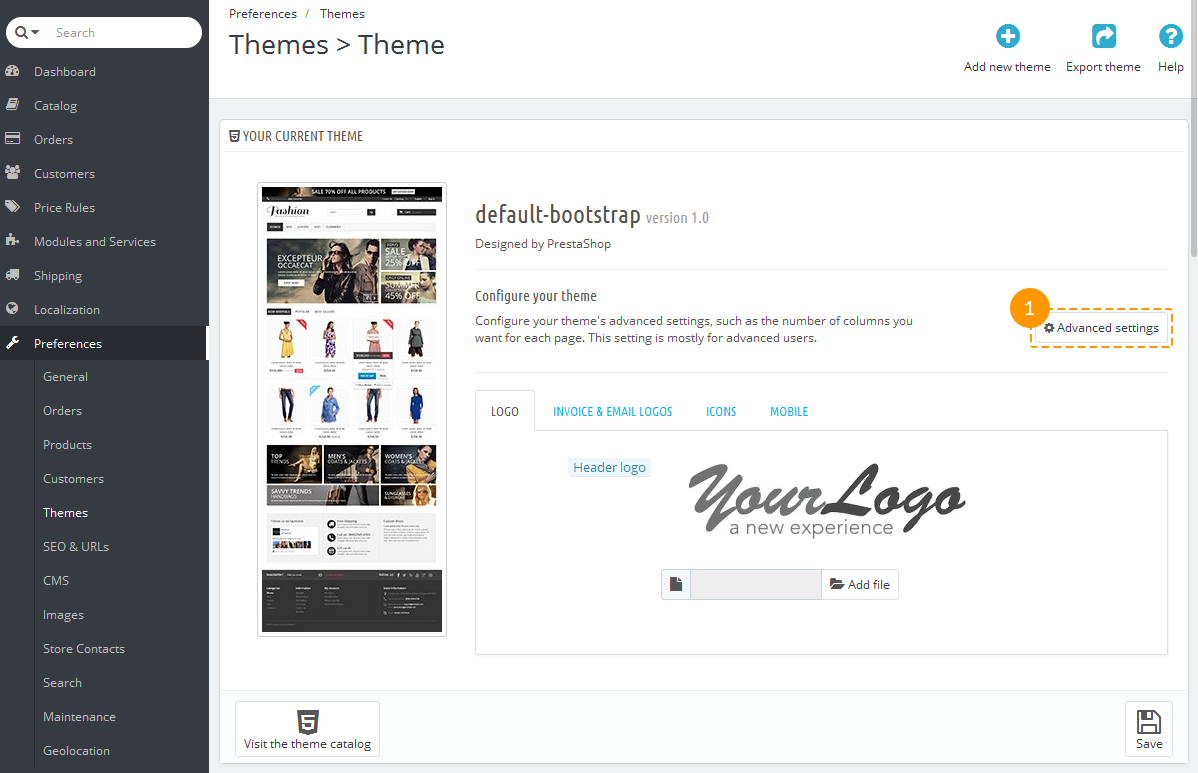 Search
Dashboard
Catalog
Orders
Customers
Price Rules
Modules and Services
Shipping
Localization
Preferences
General
Orders
Products
Customers
Themes
SEO & URLs
CMS
Images
Store Contacts
Search
Maintenance
Geolocation
Preferences / Themes
Themes > Theme
Add new theme
Export theme
Help
YOUR CURRENT THEME
SALE 70% OFF ALL PRODUCTS
Fashion
EXCEPTEUR
OCCAECAT
SALE
25% OFF
SUMMER
45% OFF
TOP
TRENDS
MEN'S
COATS & JACKETS
WOMEN'S
COATS & JACKETS
SAVVY TRENDS
HANDBAGS
SUNGLASSES
default-bootstrap version 1.0
Designed by PrestaShop
Configure your theme
Configure your theme's advanced settings, such as the number of columns you
want for each page. This setting is mostly for advanced users.
1
Advanced settings
LOGO
INVOICE & EMAIL LOGOS
ICONS
MOBILE
Header logo
YourLogo
a new experience
Add file
Visit the theme catalog
Save